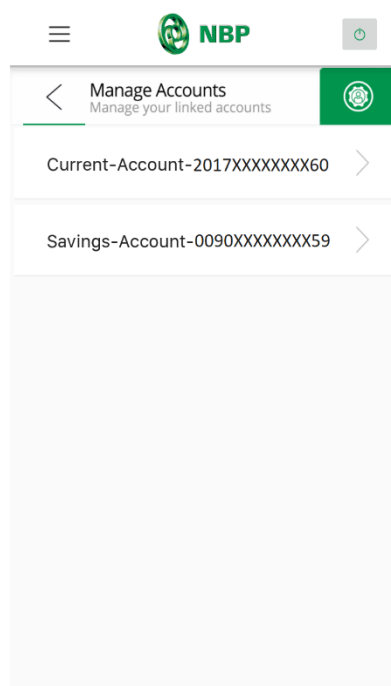 NBP
Manage Accounts
Manage your linked accounts
Current-Account-2017XXXXXXXX60
Savings-Account-0090XXXXXXXX59